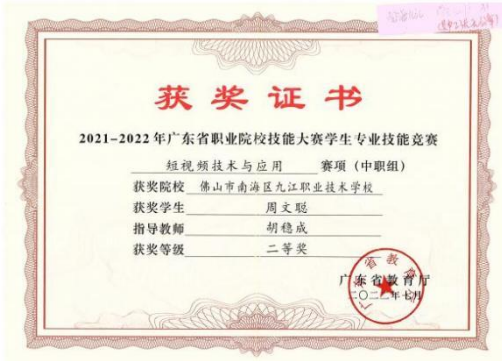 获奖证书
2021-2022年广东省职业院校技能大赛学生专业技能竞赛
短视频技术与应用 赛项（中职组）
获奖院校 佛山市南海区九江职业技术学校
获奖学生 周文聪
指导教师 胡稳成
获奖等级 二等奖
广东省教育厅
二〇二二年七月